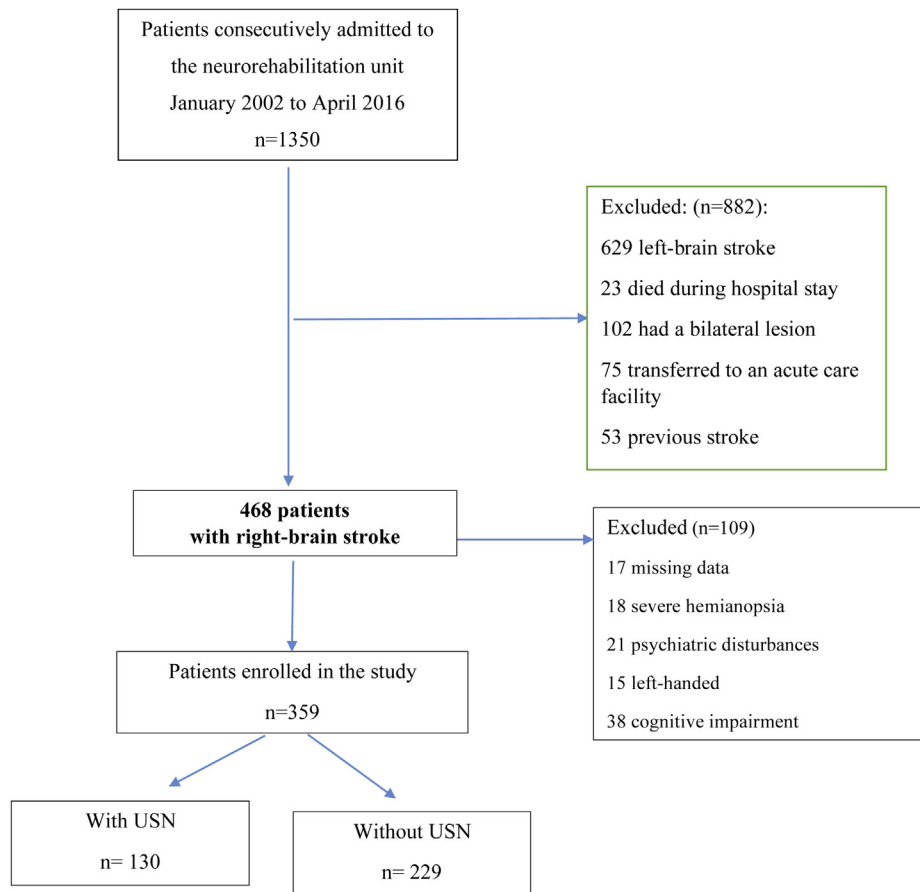 Patients consecutively admitted to
the neurorehabilitation unit
January 2002 to April 2016
n=1350
Excluded: (n=882):
629 left-brain stroke
23 died during hospital stay
102 had a bilateral lesion
75 transferred to an acute care
facility
53 previous stroke
468 patients
with right-brain stroke
Excluded (n=109)
17 missing data
18 severe hemianopsia
21 psychiatric disturbances
15 left-handed
38 cognitive impairment
Patients enrolled in the study
n=359
With USN
n= 130
Without USN
n= 229